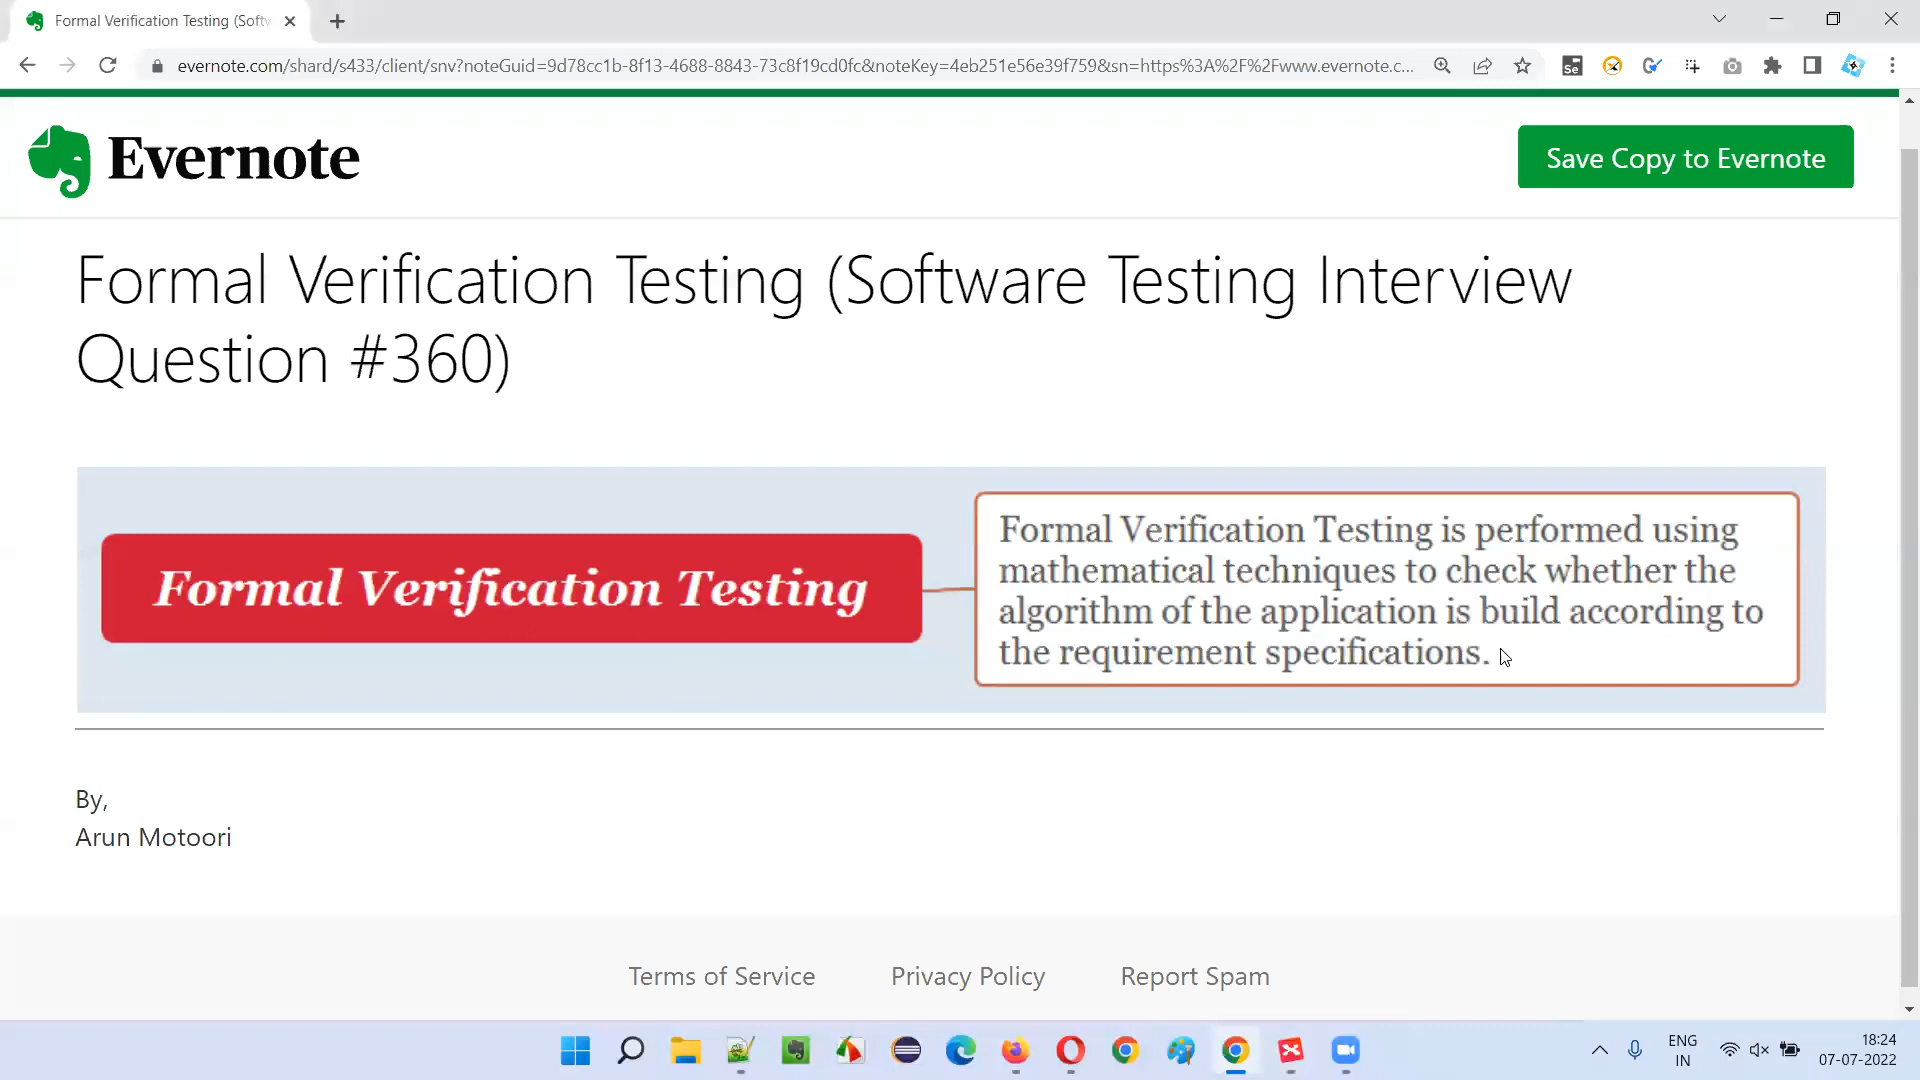 Formal Verification Testing (Softw
evernote.com/shard/s433/client/snv?noteGuid=9d78cc1b-8f13-4688-8843-73c8f19cd0fc&noteKey=4eb251e56e39f759&sn=https%3A%2F%2Fwww.evernote.c...
Se
Evernote
Save Copy to Evernote
Formal Verification Testing (Software Testing Interview
Question #360)
Formal Verification Testing
Formal Verification Testing is performed using
mathematical techniques to check whether the
algorithm of the application is build according to
the requirement specifications.
By,
Arun Motoori
Terms of Service
Privacy Policy
Report Spam
ENG
IN
18:24
07-07-2022